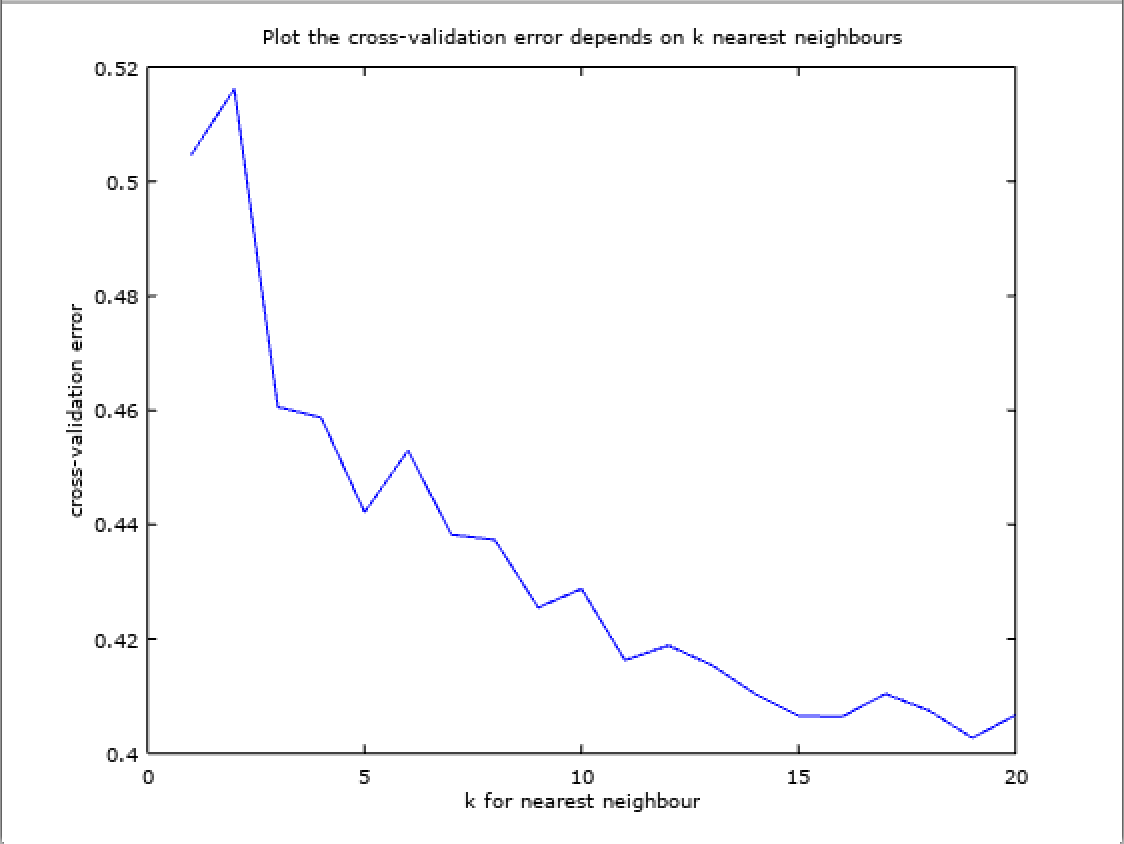 Plot the cross-validation error depends on k nearest neighbours
0.52
0.5
0.48
0.46
0.44
0.42
0.4
cross-validation error
0 5 10 15 20
k for nearest neighbour